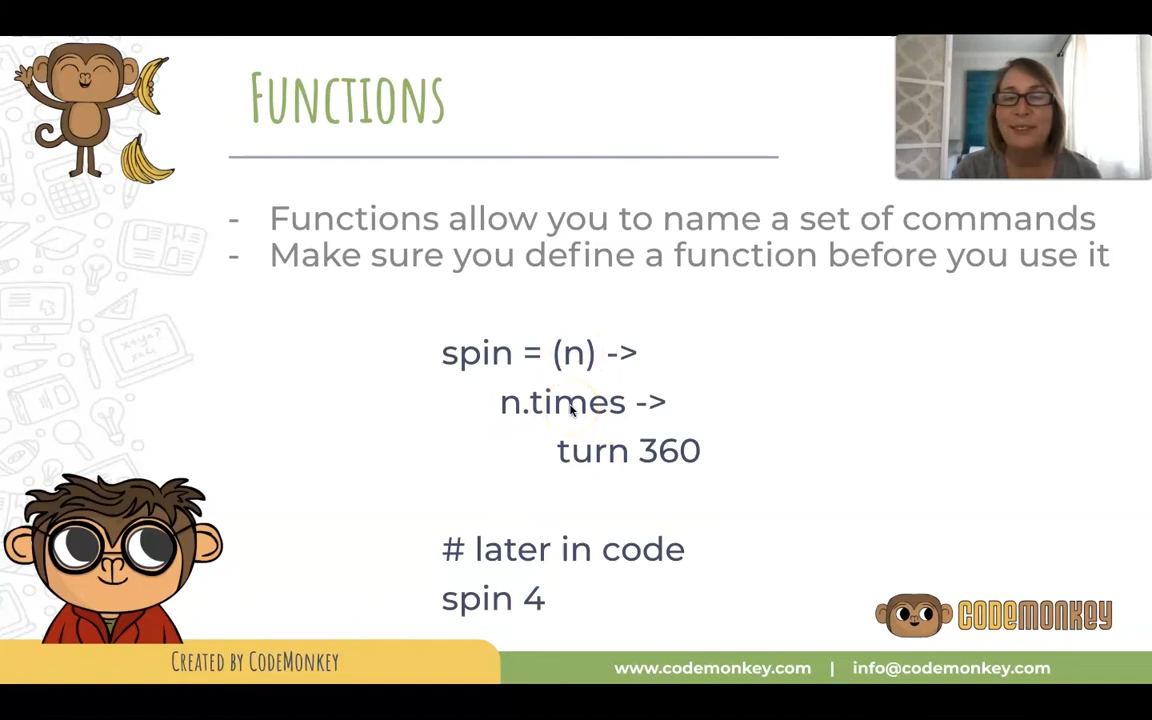 Functions
- Functions allow you to name a set of commands
- Make sure you define a function before you use it
spin = (n) ->
n.times ->
turn 360
# later in code
spin 4
CODEMONKEY
Created by CodeMonkey
www.codemonkey.com | info@codemonkey.com